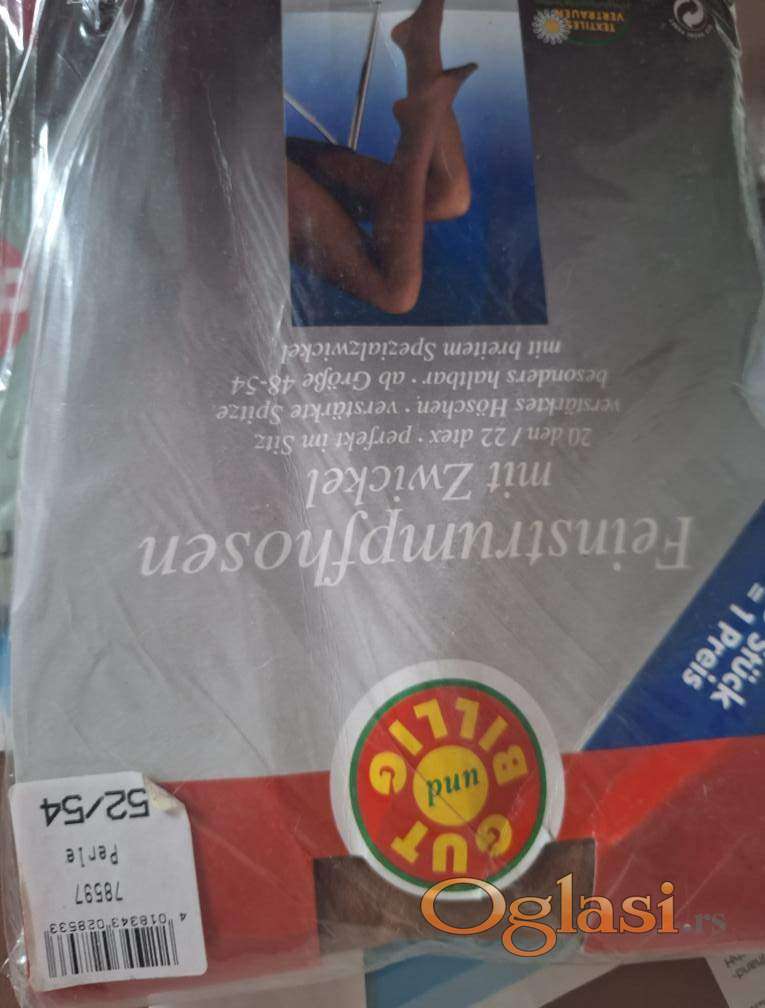 GUT
und
BILLIG
Stück
= 1 Preis
Feinstrumpfhosen
mit Zwickel
20 den / 22 dtex · perfekt im Sitz
verstärktes Höschen · verstärkte Spitze
besonders haltbar · ab Größe 48-54
mit breitem Spezialzwickel
TEXTILES
VERTRAUEN
4 018343 028533
78597
Perle
52/54
Oglasi.rs